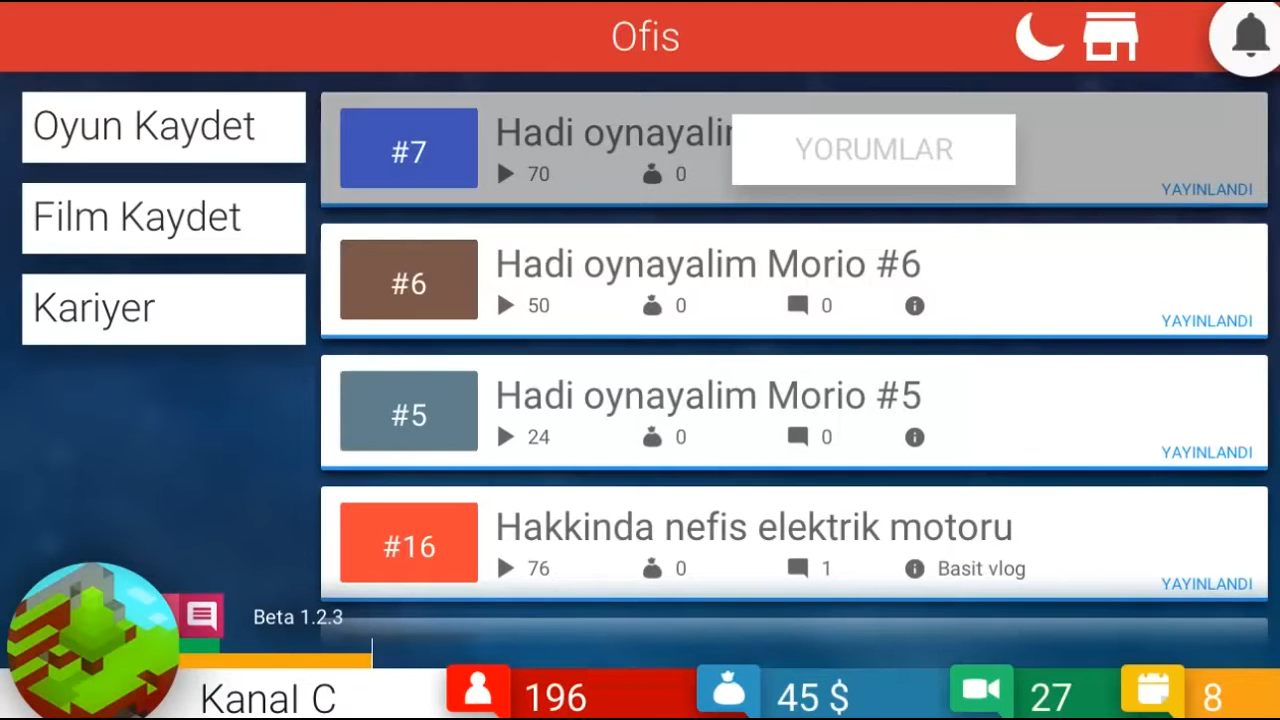 Ofis
Oyun Kaydet
Film Kaydet
Kariyer
#7
Hadi oynayalim
YORUMLAR
70
0
YAYINLANDI
#6
Hadi oynayalim Morio #6
50
0
0
YAYINLANDI
#5
Hadi oynayalim Morio #5
24
0
0
YAYINLANDI
#16
Hakkinda nefis elektrik motoru
76
0
1
Basit vlog
YAYINLANDI
Beta 1.2.3
Kanal C
196
45 $
27
8